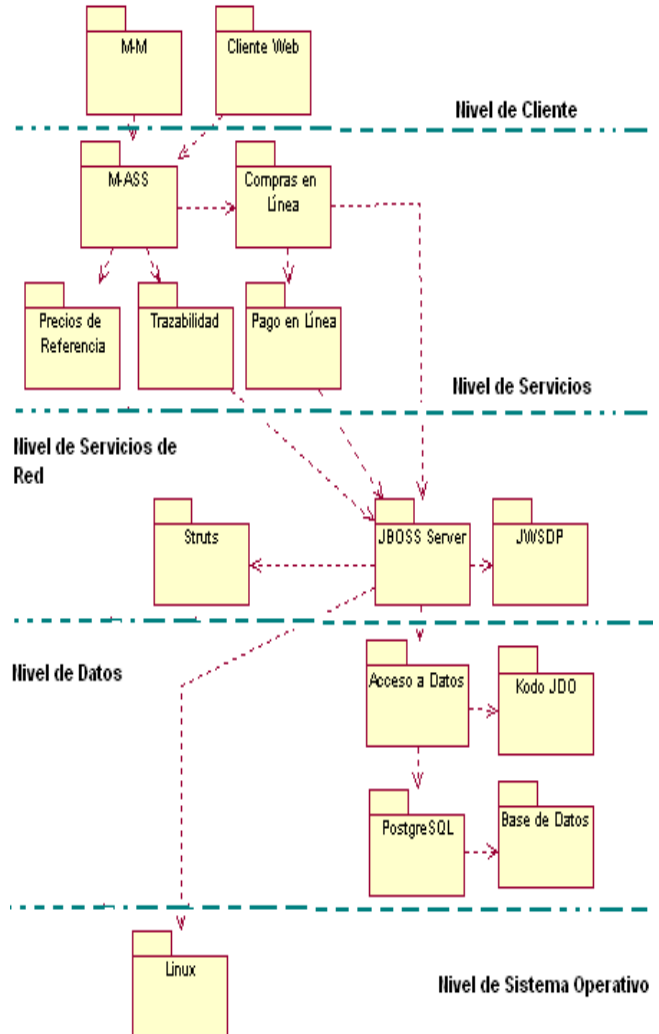 M-M
Cliente Web
Nivel de Cliente
M-ASS
Compras en
Línea
Precios de
Referencia
Trazabilidad
Pago en Línea
Nivel de Servicios
Nivel de Servicios de
Red
Struts
JBOSS Server
JWSDP
Nivel de Datos
Acceso a Datos
Kodo JDO
PostgreSQL
Base de Datos
Linux
Nivel de Sistema Operativo